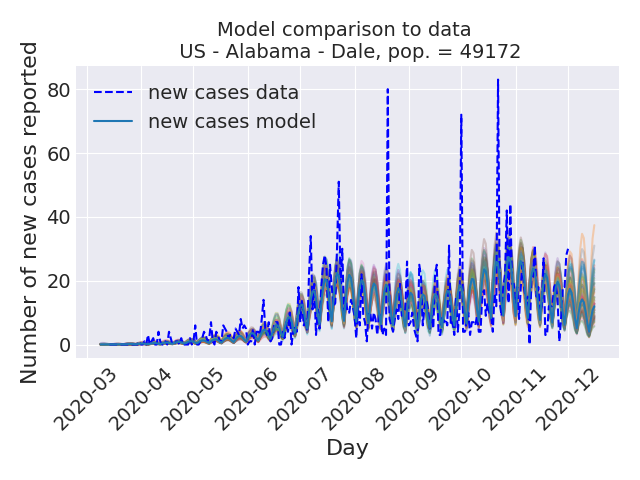 Model comparison to data
US - Alabama - Dale, pop. = 49172
Number of new cases reported
80
60
40
20
0
new cases data
new cases model
2020-03
2020-04
2020-05
2020-06
2020-07
2020-08
2020-09
2020-10
2020-11
2020-12
Day